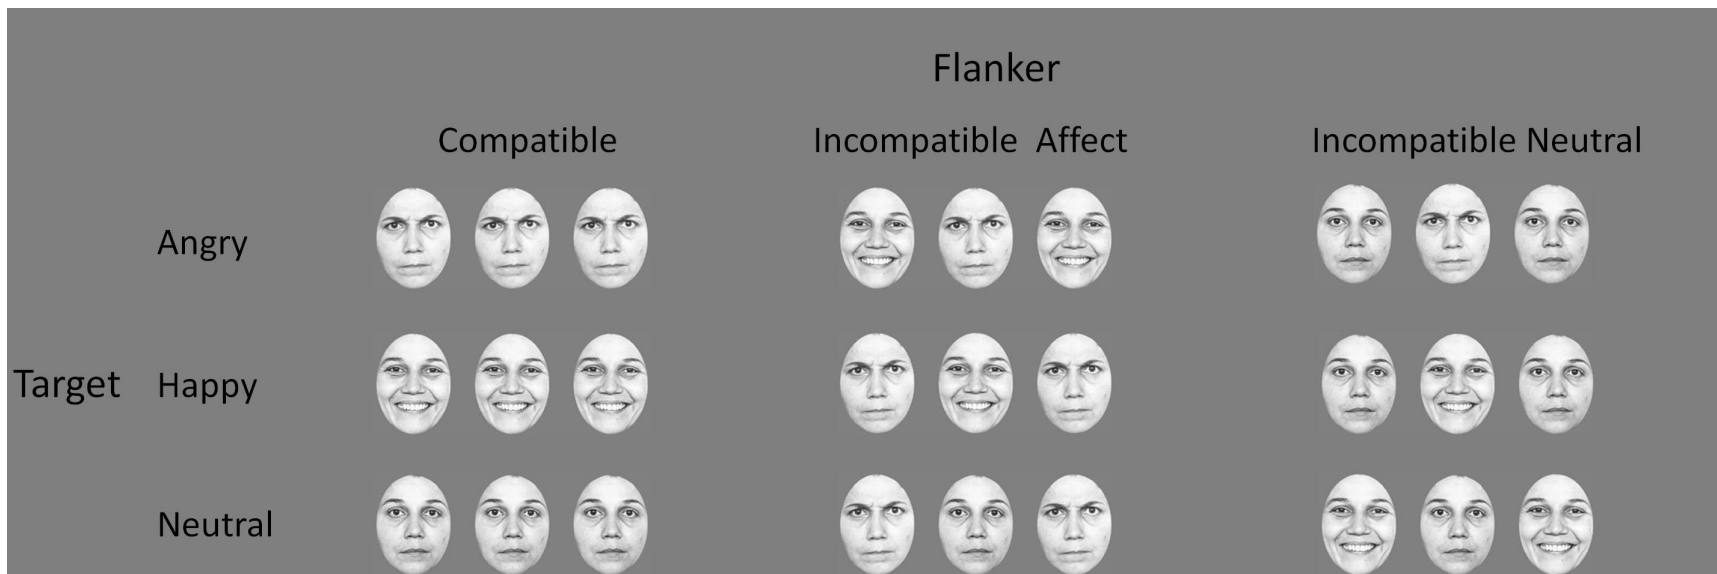 Flanker
Compatible
Incompatible Affect
Incompatible Neutral
Angry
Target
Happy
Neutral